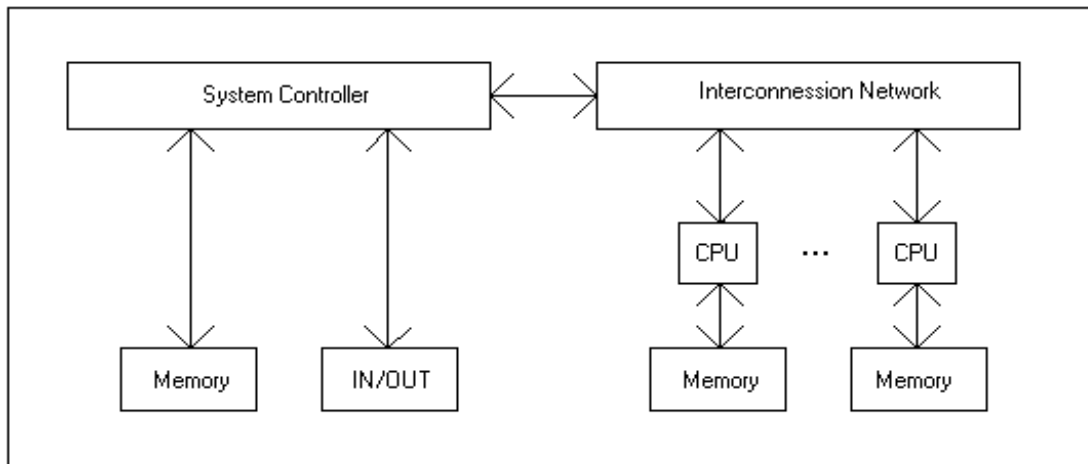 System Controller
Interconnession Network
CPU
...
CPU
Memory
IN/OUT
Memory
Memory